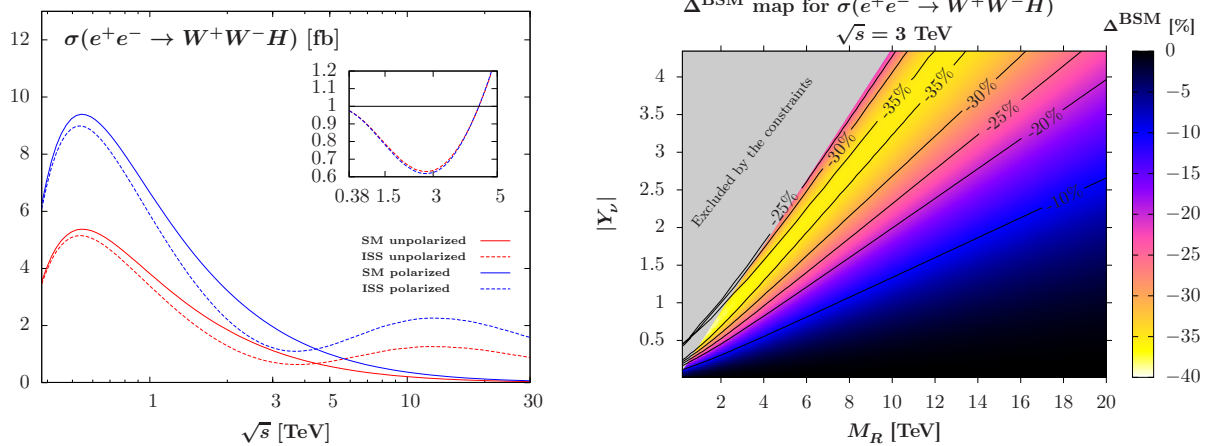 σ(e⁺e⁻ → W⁺W⁻H) [fb]
12
10
8
6
4
2
0
1.2
1.1
1
0.9
0.8
0.7
0.6
0.38 1.5 3 5
SM unpolarized
ISS unpolarized
SM polarized
ISS polarized
1 2 10 30
√s [TeV]
Δ^BSM map for σ(e⁺e⁻ → W⁺W⁻H)
√s = 3 TeV
Δ^BSM [%]
4
3.5
3
2.5
2
1.5
1
0.5
|Y_ν|
Excluded by the constraints
-25%
-30%
-35%
-35%
-30%
-25%
-20%
-10%
2 4 6 8 10 12 14 16 18 20
M_R [TeV]
0
−5
−10
−15
−20
−25
−30
−35
−40